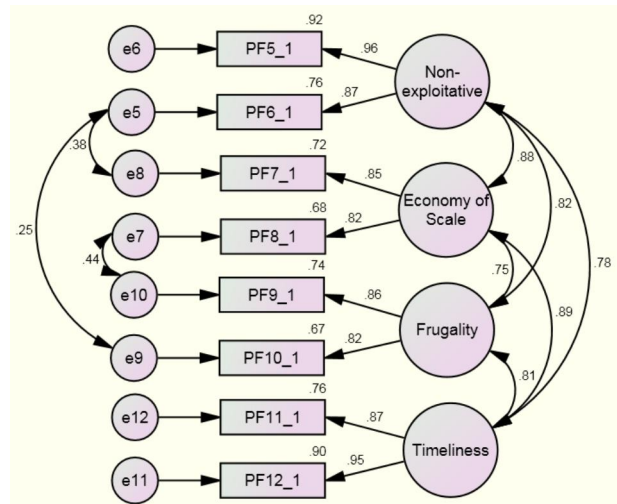 .92
e6
PF5_1
.96
Non-
exploitative
.76
e5
PF6_1
.87
.38
.72
.88
e8
PF7_1
.85
Economy of
Scale
.82
.68
.25
e7
PF8_1
.82
.44
.74
.75
.78
e10
PF9_1
.86
.89
Frugality
.67
.82
e9
PF10_1
.81
.76
e12
PF11_1
.87
Timeliness
.90
.95
e11
PF12_1